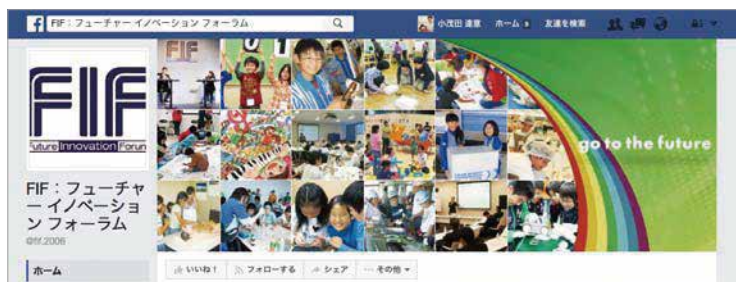 FIF：フューチャー イノベーション フォーラム
小茂田 達意 ホーム 友達を検索
FIF
Future Innovation Forum
FIF
go to the future
FIF：フューチャ
ー イノベーショ
ン フォーラム
@fif.2006
ホーム
いいね！ フォローする シェア その他